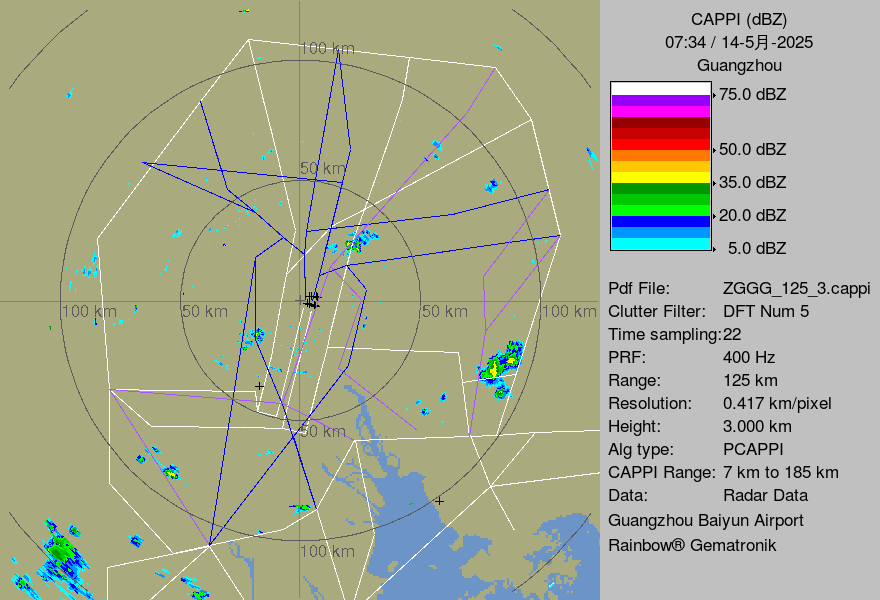 CAPPI (dBZ)
07:34 / 14-5月-2025
Guangzhou
75.0 dBZ
50.0 dBZ
35.0 dBZ
20.0 dBZ
5.0 dBZ
Pdf File: ZGGG_125_3.cappi
Clutter Filter: DFT Num 5
Time sampling:22
PRF: 400 Hz
Range: 125 km
Resolution: 0.417 km/pixel
Height: 3.000 km
Alg type: PCAPPI
CAPPI Range: 7 km to 185 km
Data: Radar Data
Guangzhou Baiyun Airport
Rainbow® Gematronik
100 km
50 km
100 km
50 km
50 km
100 km
50 km
100 km